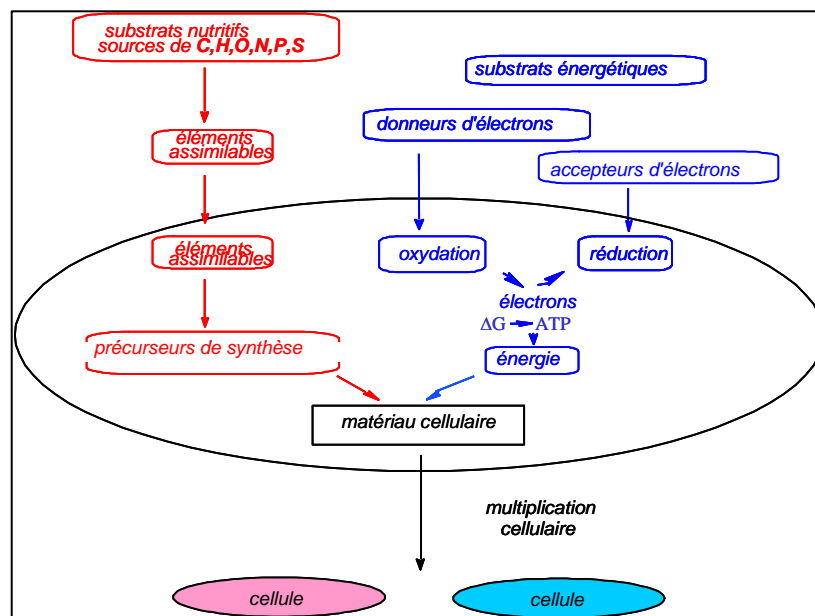 substrats nutritifs
sources de C,H,O,N,P,S
substrats énergétiques
donneurs d'électrons
éléments
assimilables
accepteurs d'électrons
éléments
assimilables
oxydation
réduction
électrons
ΔG ATP
précurseurs de synthèse
énergie
matériau cellulaire
multiplication
cellulaire
cellule
cellule